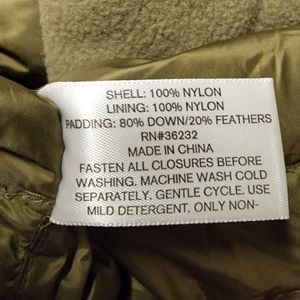 SHELL: 100% NYLON
LINING: 100% NYLON
PADDING: 80% DOWN/20% FEATHERS
RN#36232
MADE IN CHINA
FASTEN ALL CLOSURES BEFORE
WASHING. MACHINE WASH COLD
SEPARATELY. GENTLE CYCLE. USE
MILD DETERGENT. ONLY NON-